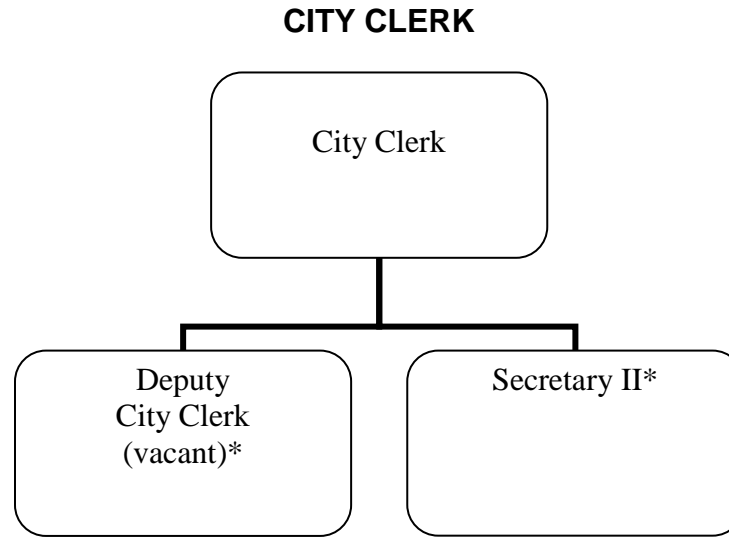 CITY CLERK
City Clerk
Deputy
City Clerk
(vacant)*
Secretary II*